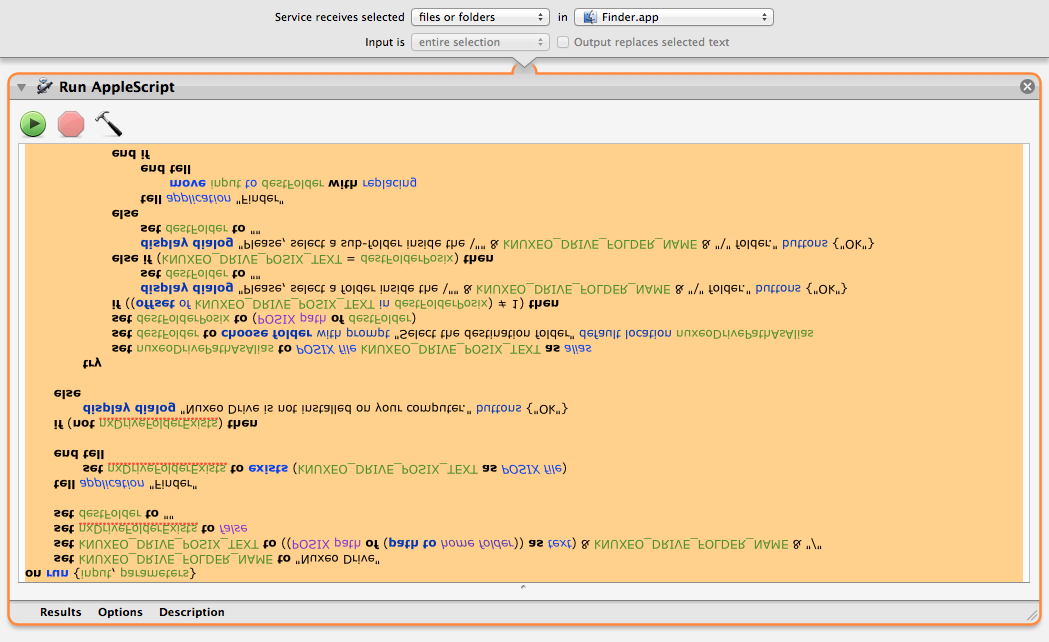 Service receives selected files or folders in Finder.app
Input is entire selection Output replaces selected text
Run AppleScript
on run {input, parameters}
set KNUXEO_DRIVE_FOLDER_NAME to "Nuxeo Drive"
set KNUXEO_DRIVE_POSIX_TEXT to ((POSIX path of (path to home folder)) as text) & KNUXEO_DRIVE_FOLDER_NAME & "/"
set nxDriveFolderExists to false
set destFolder to ""
tell application "Finder"
set nxDriveFolderExists to exists (KNUXEO_DRIVE_POSIX_TEXT as POSIX file)
end tell
if (not nxDriveFolderExists) then
display dialog "Nuxeo Drive is not installed on your computer." buttons {"Ok"}
else
try
set nuxeoDrivePathAsAlias to POSIX file KNUXEO_DRIVE_POSIX_TEXT as alias
set destFolder to choose folder with prompt "Select the destination folder" default location nuxeoDrivePathAsAlias
set destFolderPosix to (POSIX path of destFolder)
if ((offset of KNUXEO_DRIVE_POSIX_TEXT in destFolderPosix) ≠ 1) then
display dialog "Please, select a folder inside the \"" & KNUXEO_DRIVE_FOLDER_NAME & "\" folder." buttons {"Ok"}
set destFolder to ""
else if (KNUXEO_DRIVE_POSIX_TEXT = destFolderPosix) then
display dialog "Please, select a sub-folder inside the \"" & KNUXEO_DRIVE_FOLDER_NAME & "\" folder." buttons {"Ok"}
set destFolder to ""
else
tell application "Finder"
move input to destFolder with replacing
end tell
end if
Results Options Description